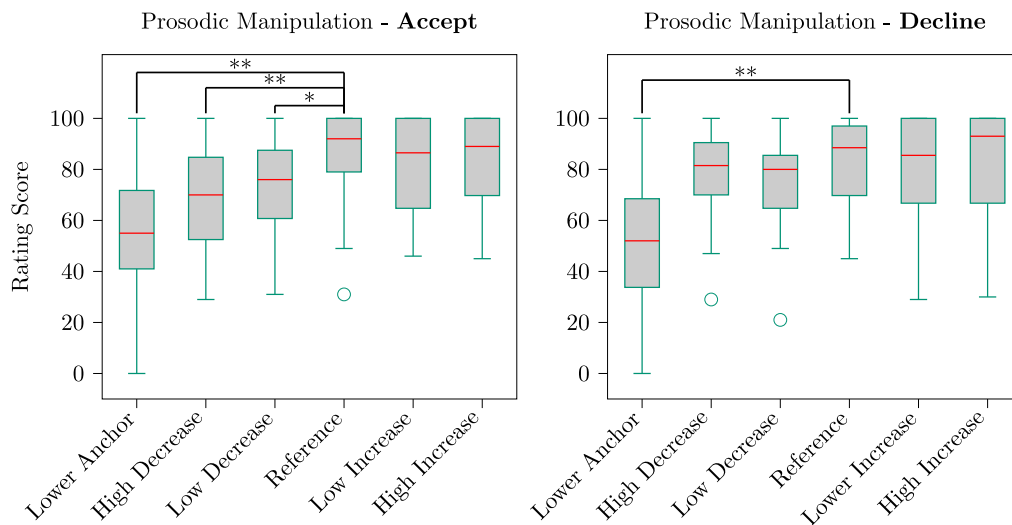 Prosodic Manipulation - Accept
**
**
*
100
80
60
40
20
0
Rating Score
Lower Anchor
High Decrease
Low Decrease
Reference
Low Increase
High Increase
Prosodic Manipulation - Decline
**
100
80
60
40
20
0
Lower Anchor
High Decrease
Low Decrease
Reference
Lower Increase
High Increase